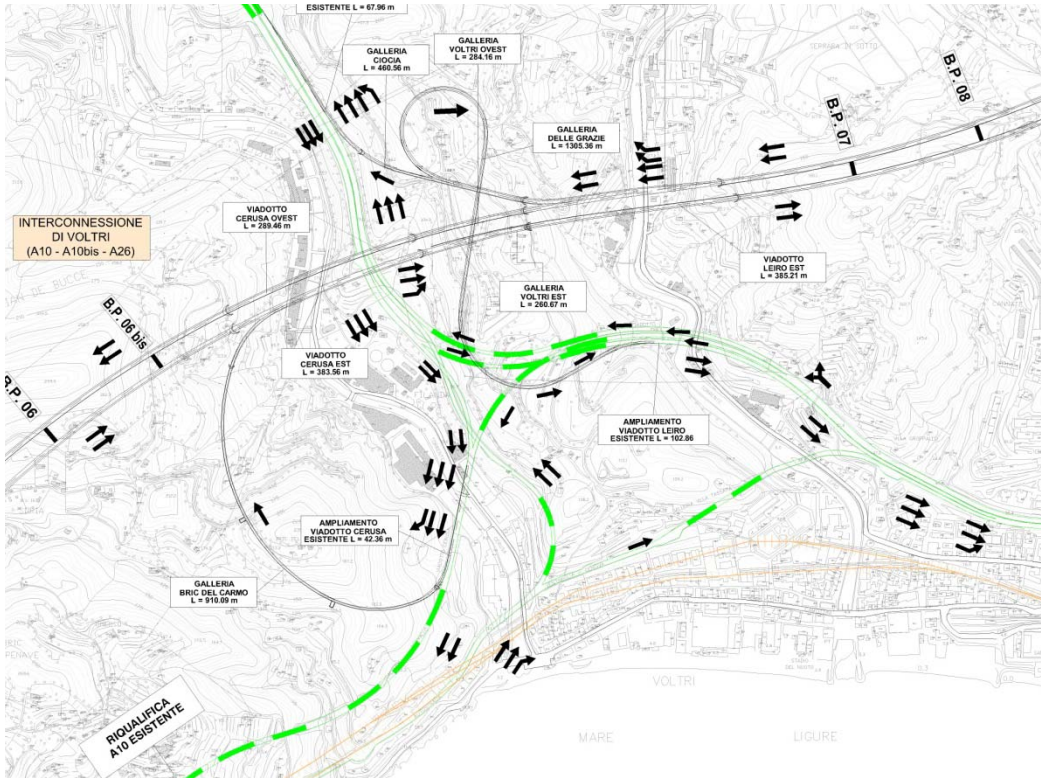 ESISTENTE L = 67.96 m
GALLERIA
CIOCIA
L = 460.56 m
GALLERIA
VOLTRI OVEST
L = 284.16 m
B.P. 08
B.P. 07
GALLERIA
DELLE GRAZIE
L = 1305.36 m
INTERCONNESSIONE
DI VOLTRI
(A10 - A10bis - A26)
VIADOTTO
CERUSA OVEST
L = 289.46 m
VIADOTTO
LEIRO EST
L = 385.21 m
GALLERIA
VOLTRI EST
L = 260.67 m
B.P. 06 bis
B.P. 06
VIADOTTO
CERUSA EST
L = 383.56 m
AMPLIAMENTO
VIADOTTO LEIRO
ESISTENTE L = 102.86
AMPLIAMENTO
VIADOTTO CERUSA
ESISTENTE L = 42.36 m
GALLERIA
BRIC DEL CARMO
L = 910.09 m
VOLTRI
RIQUALIFICA
A10 ESISTENTE
MARE LIGURE